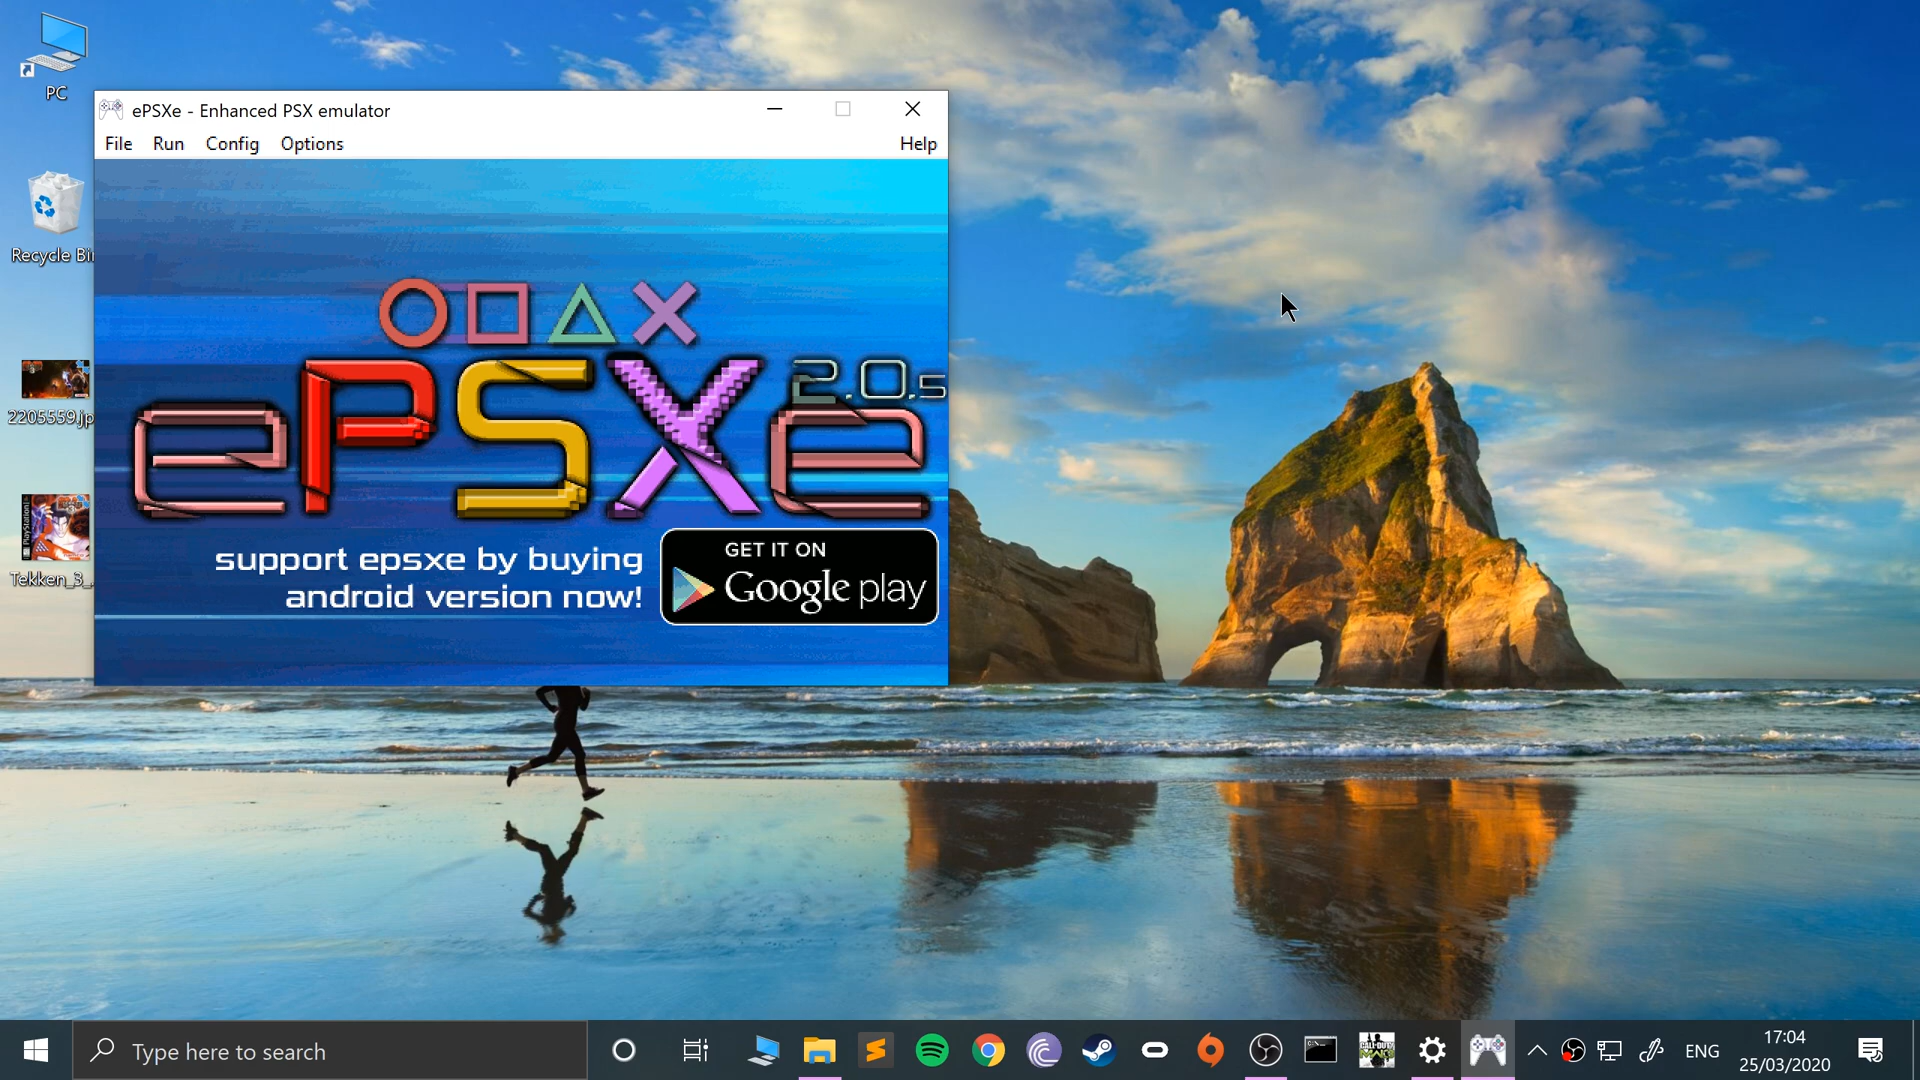 PC
Recycle Bi
2205559.jp
Tekken_3_.
ePSXe - Enhanced PSX emulator
File Run Config Options Help
ePSXe 2.0.5
support epsxe by buying
android version now!
GET IT ON
Google play
Type here to search
ENG
17:04
25/03/2020